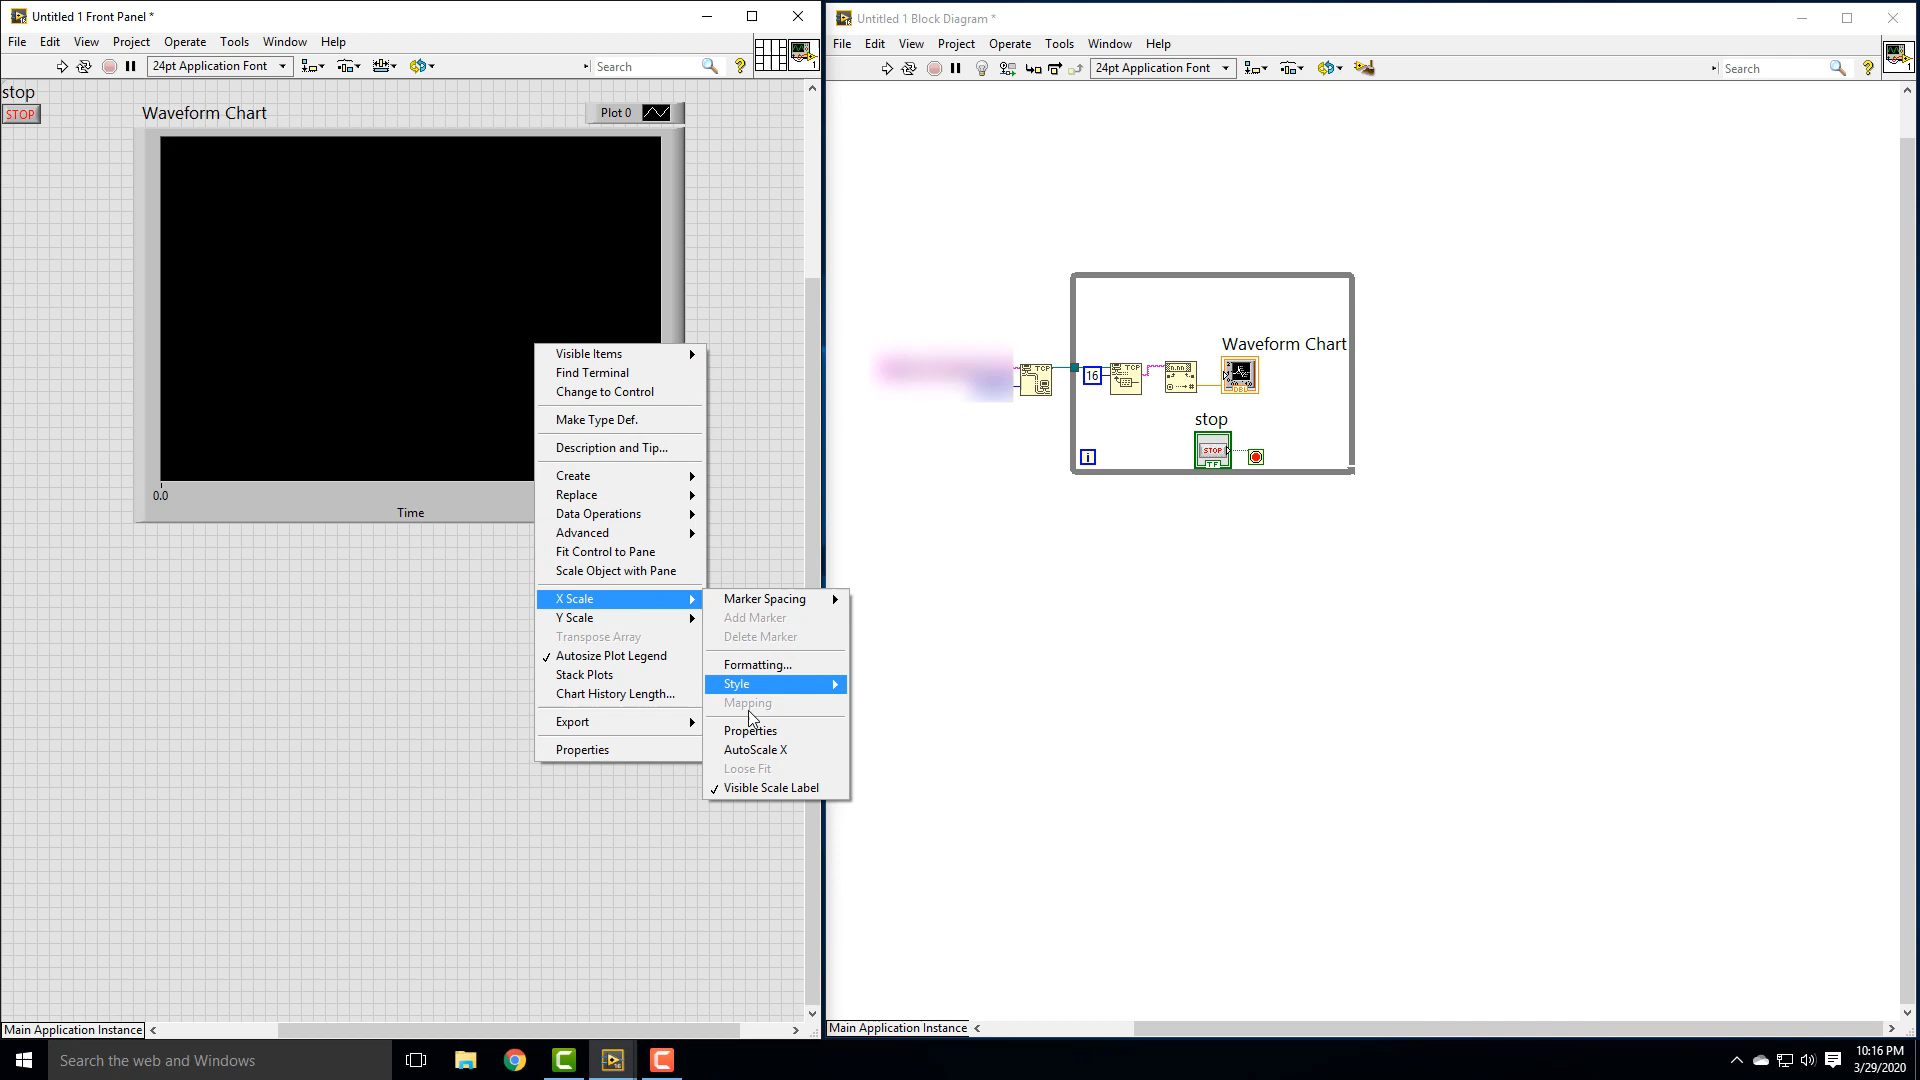 Untitled 1 Front Panel *
File Edit View Project Operate Tools Window Help
24pt Application Font
Search
1
stop
STOP
Waveform Chart
Plot 0
0.0
Time
Visible Items
Find Terminal
Change to Control
Make Type Def.
Description and Tip...
Create
Replace
Data Operations
Advanced
Fit Control to Pane
Scale Object with Pane
X Scale
Y Scale
Transpose Array
Autosize Plot Legend
Stack Plots
Chart History Length...
Export
Properties
Marker Spacing
Add Marker
Delete Marker
Formatting...
Style
Mapping
Properties
AutoScale X
Loose Fit
Visible Scale Label
Main Application Instance
Untitled 1 Block Diagram *
File Edit View Project Operate Tools Window Help
24pt Application Font
Search
1
Waveform Chart
TCP
16
TCP
DBL
stop
STOP
TF
i
Main Application Instance
Search the web and Windows
10:16 PM
3/29/2020